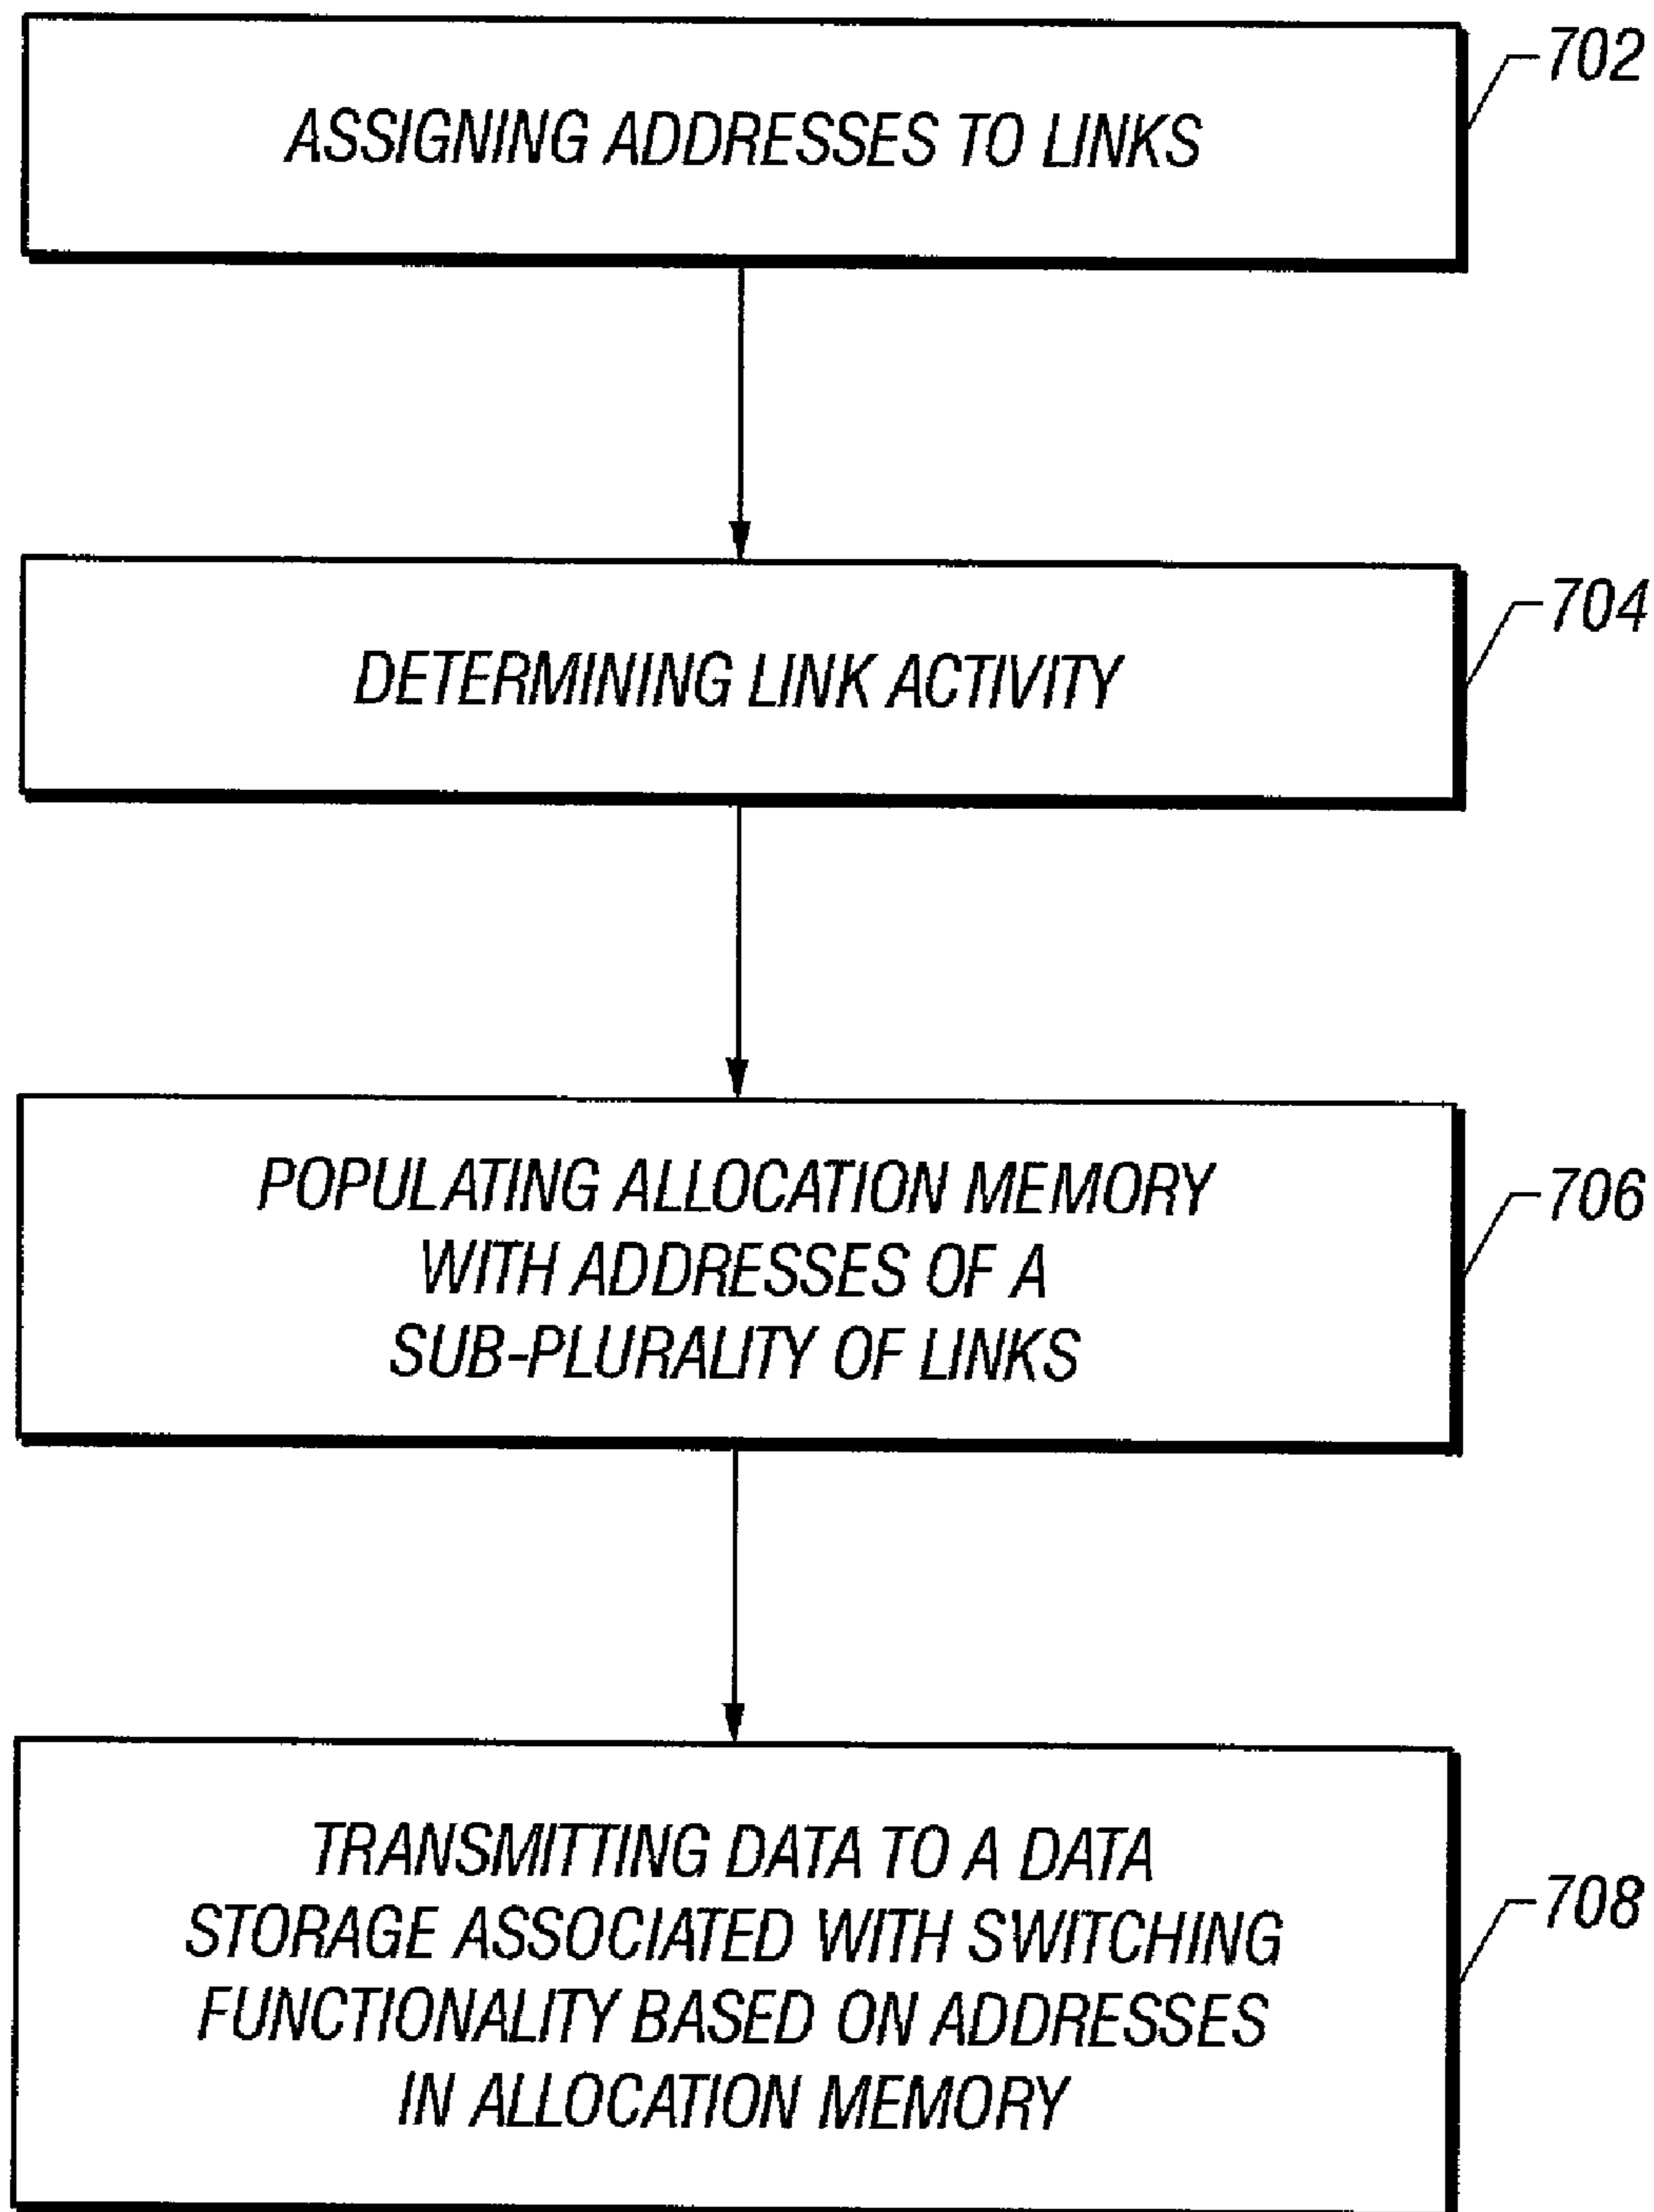 ASSIGNING ADDRESSES TO LINKS
702
DETERMINING LINK ACTIVITY
704
POPULATING ALLOCATION MEMORY
WITH ADDRESSES OF A
SUB-PLURALITY OF LINKS
706
TRANSMITTING DATA TO A DATA
STORAGE ASSOCIATED WITH SWITCHING
FUNCTIONALITY BASED ON ADDRESSES
IN ALLOCATION MEMORY
708